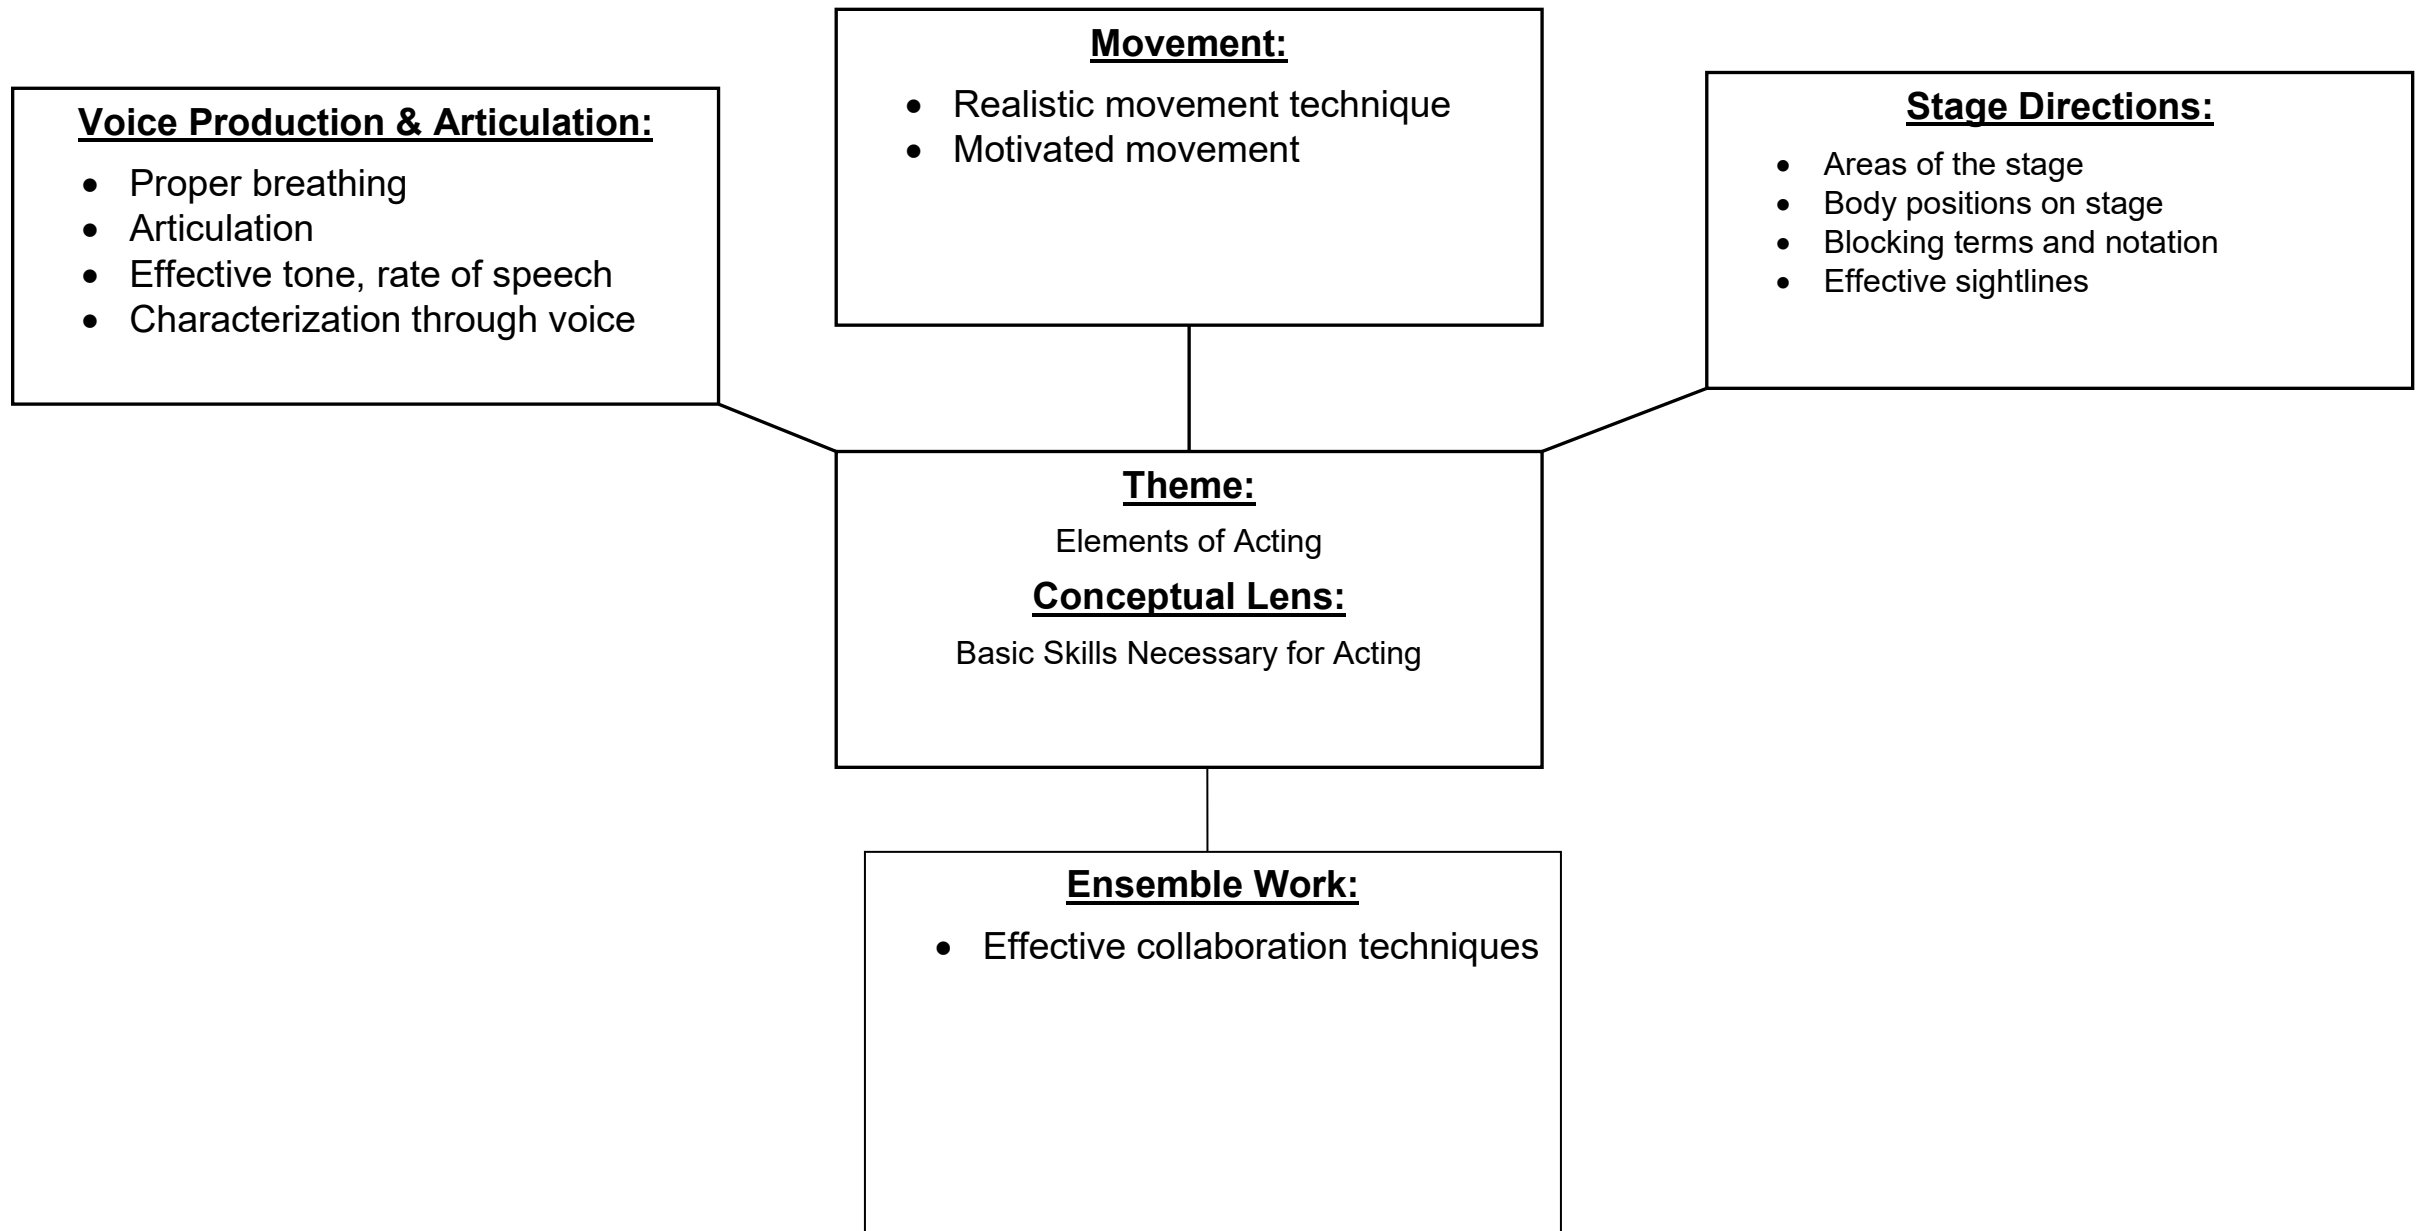 Movement:
• Realistic movement technique
• Motivated movement
Voice Production & Articulation:
• Proper breathing
• Articulation
• Effective tone, rate of speech
• Characterization through voice
Stage Directions:
• Areas of the stage
• Body positions on stage
• Blocking terms and notation
• Effective sightlines
Theme:
Elements of Acting
Conceptual Lens:
Basic Skills Necessary for Acting
Ensemble Work:
• Effective collaboration techniques